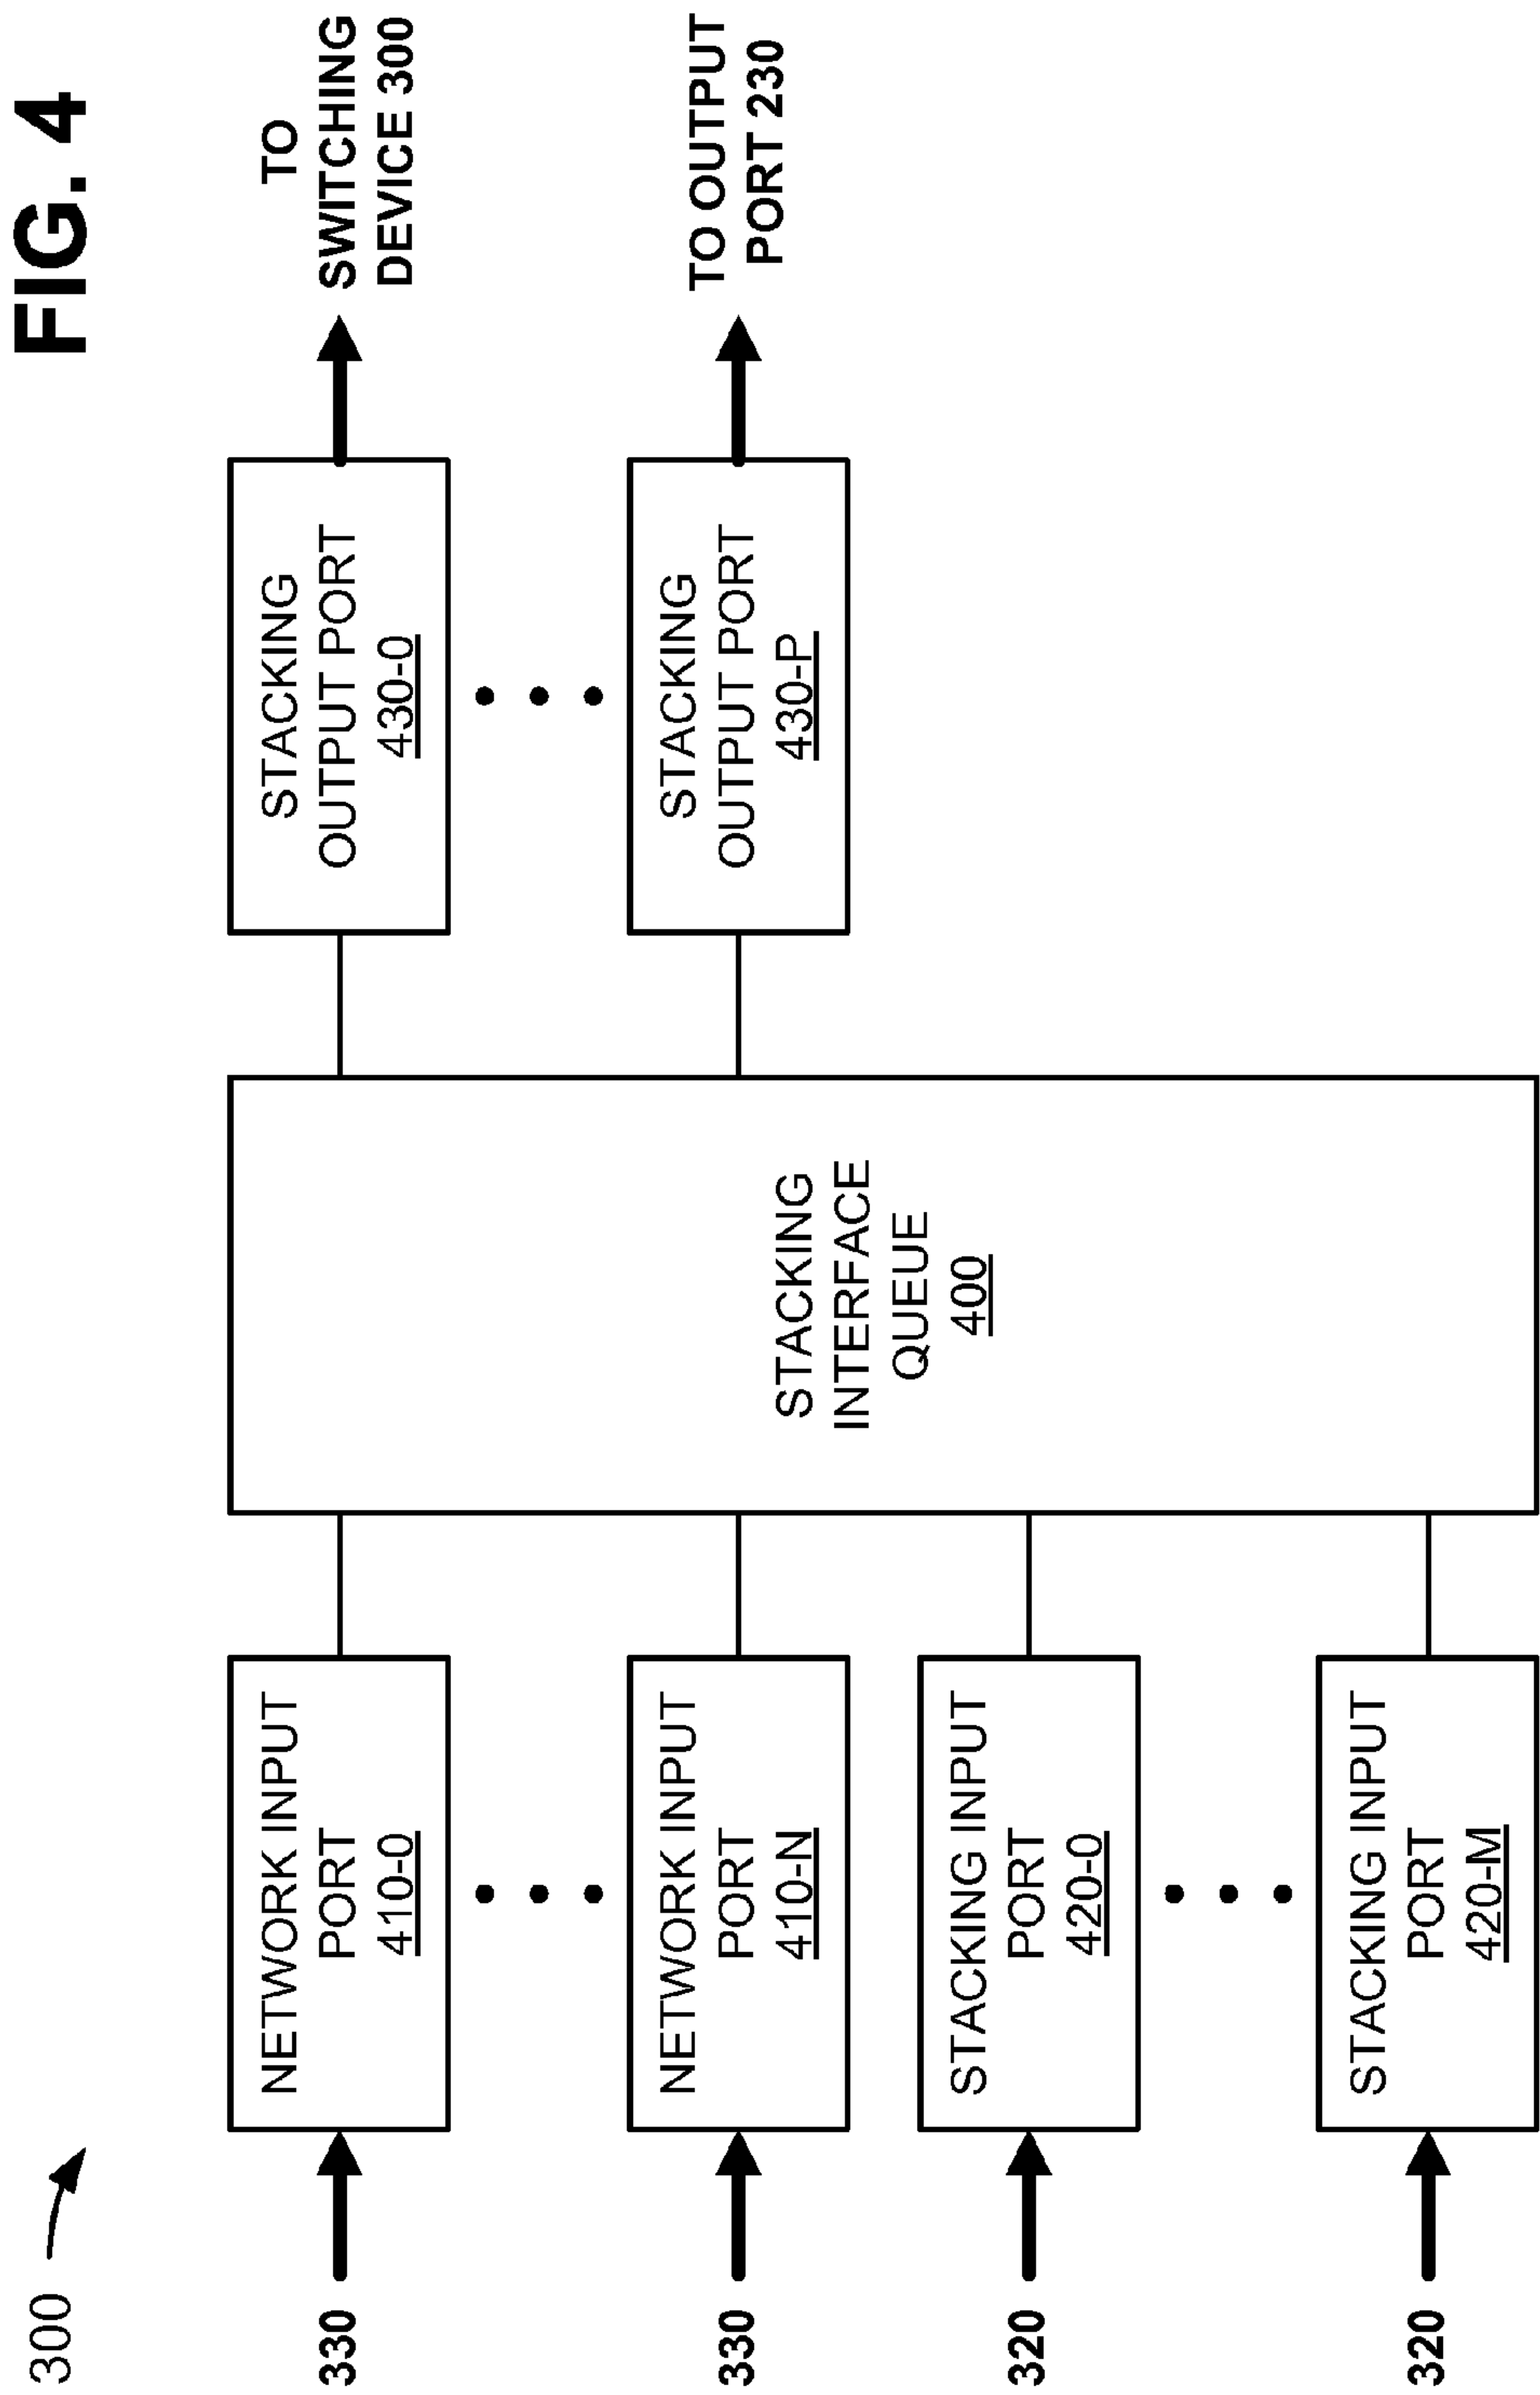 FIG. 4
300
330
NETWORK INPUT
PORT
410-0
330
NETWORK INPUT
PORT
410-N
320
STACKING INPUT
PORT
420-0
320
STACKING INPUT
PORT
420-M
STACKING
INTERFACE
QUEUE
400
STACKING
OUTPUT PORT
430-0
TO
SWITCHING
DEVICE 300
STACKING
OUTPUT PORT
430-P
TO OUTPUT
PORT 230